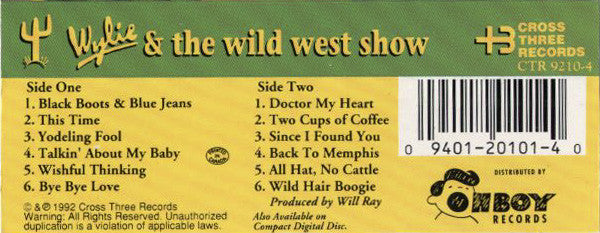 Wylie & the wild west show
CROSS
THREE
RECORDS
CTR 9210-4
Side One
1. Black Boots & Blue Jeans
2. This Time
3. Yodeling Fool
4. Talkin' About My Baby
5. Wishful Thinking
6. Bye Bye Love
PRINTED
IN
CANADA
© & ℗ 1992 Cross Three Records
Warning: All Rights Reserved. Unauthorized
duplication is a violation of applicable laws.
Side Two
1. Doctor My Heart
2. Two Cups of Coffee
3. Since I Found You
4. Back To Memphis
5. All Hat, No Cattle
6. Wild Hair Boogie
Produced by Will Ray
Also Available on
Compact Digital Disc.
0 9401-20101-4 0
DISTRIBUTED BY
OHBOY
RECORDS